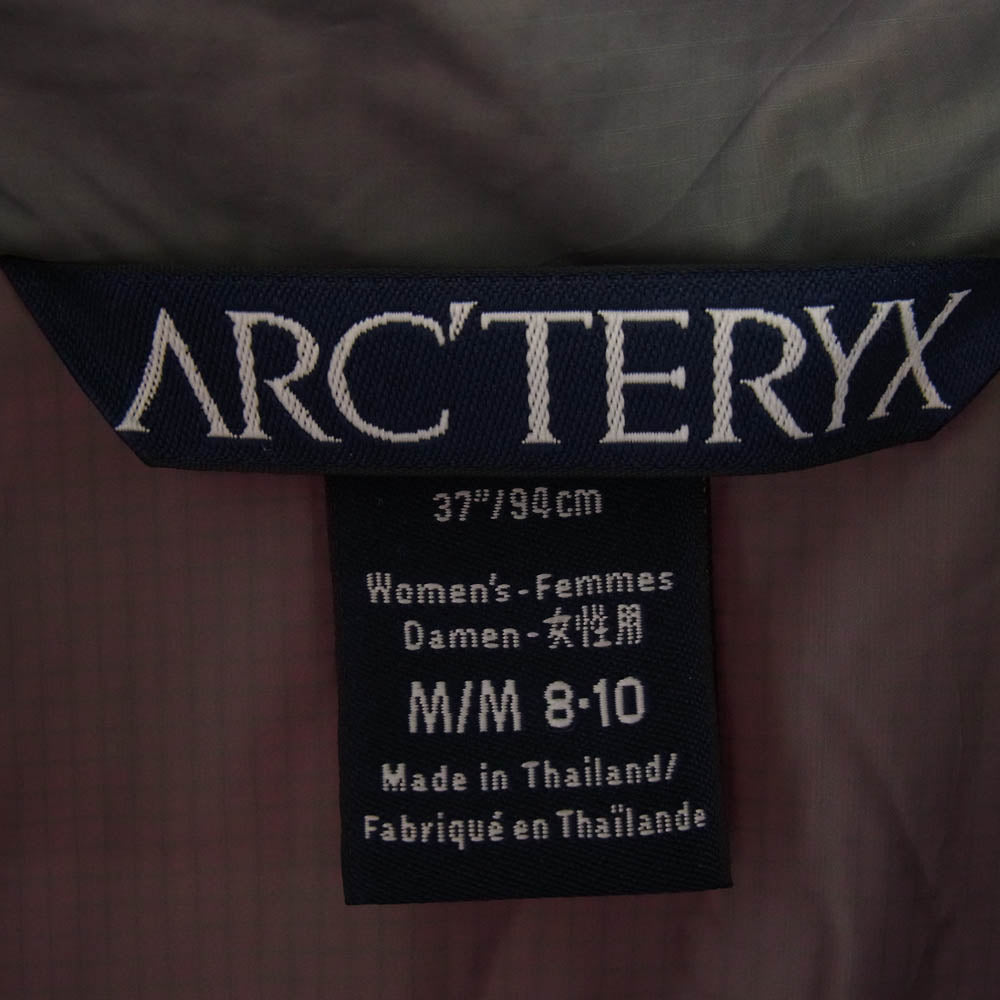 ARC'TERYX
37"/94cm
Women's-Femmes
Damen-女性用
M/M 8·10
Made in Thailand/
Fabriqué en Thaïlande